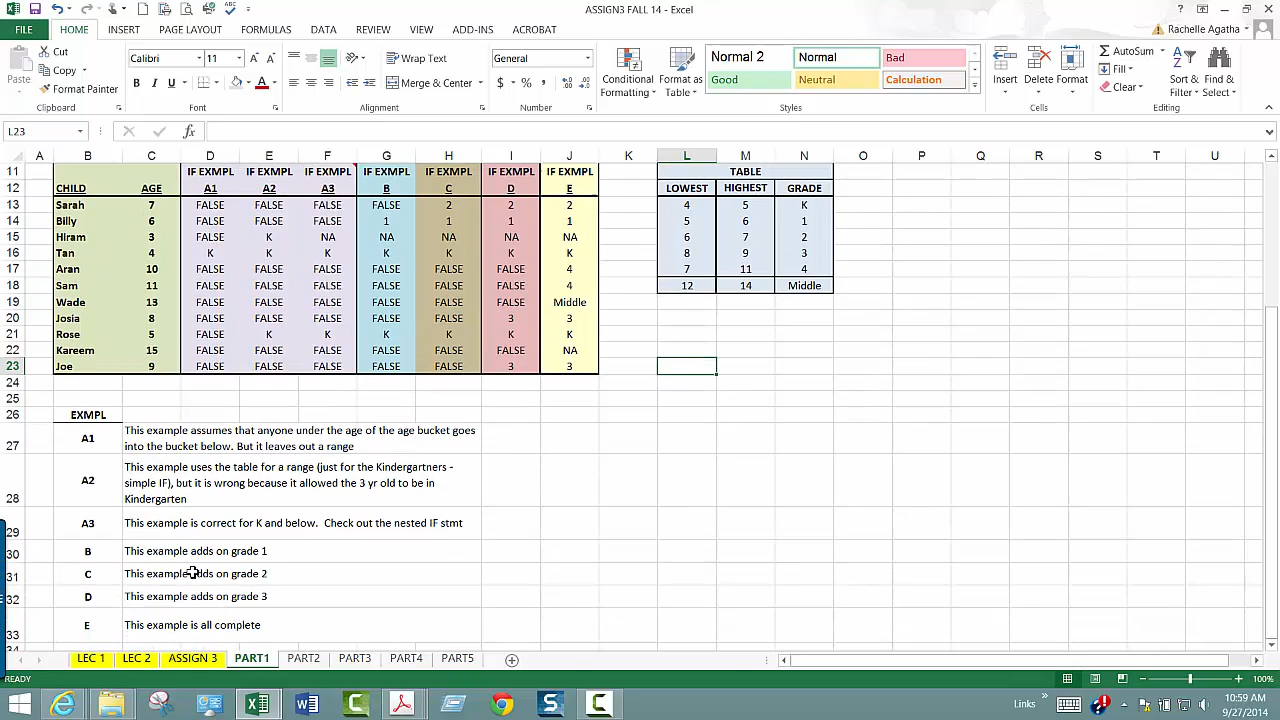 ASSIGN3 FALL 14 - Excel
FILE HOME INSERT PAGE LAYOUT FORMULAS DATA REVIEW VIEW ADD-INS ACROBAT Rachelle Agatha
Paste Cut Copy Format Painter
Calibri 11 B I U
Wrap Text Merge & Center
General $ %
Conditional Formatting Format as Table
Normal 2 Normal Bad
Good Neutral Calculation
Insert Delete Format
AutoSum Fill Clear
Sort & Filter Find & Select
Clipboard Font Alignment Number Styles Cells Editing
L23 fx
A B C D E F G H I J K L M N O P Q R S T U
11 IF EXMPL IF EXMPL IF EXMPL IF EXMPL IF EXMPL IF EXMPL IF EXMPL TABLE
12 CHILD AGE A1 A2 A3 B C D E LOWEST HIGHEST GRADE
13 Sarah 7 FALSE FALSE FALSE FALSE 2 2 2 4 5 K
14 Billy 6 FALSE FALSE FALSE 1 1 1 1 5 6 1
15 Hiram 3 FALSE K NA NA NA NA NA 6 7 2
16 Tan 4 K K K K K K K 8 9 3
17 Aran 10 FALSE FALSE FALSE FALSE FALSE FALSE 4 7 11 4
18 Sam 11 FALSE FALSE FALSE FALSE FALSE FALSE 4 12 14 Middle
19 Wade 13 FALSE FALSE FALSE FALSE FALSE FALSE Middle
20 Josia 8 FALSE FALSE FALSE FALSE FALSE 3 3
21 Rose 5 FALSE K K K K K K
22 Kareem 15 FALSE FALSE FALSE FALSE FALSE FALSE NA
23 Joe 9 FALSE FALSE FALSE FALSE FALSE 3 3
24
25
26 EXMPL
27 A1 This example assumes that anyone under the age of the age bucket goes
into the bucket below. But it leaves out a range
28 A2 This example uses the table for a range (just for the Kindergartners -
simple IF), but it is wrong because it allowed the 3 yr old to be in
Kindergarten
29 A3 This example is correct for K and below. Check out the nested IF stmt
30 B This example adds on grade 1
31 C This example adds on grade 2
32 D This example adds on grade 3
33 E This example is all complete
LEC 1 LEC 2 ASSIGN 3 PART1 PART2 PART3 PART4 PART5
READY 100%
Links 10:59 AM
9/27/2014